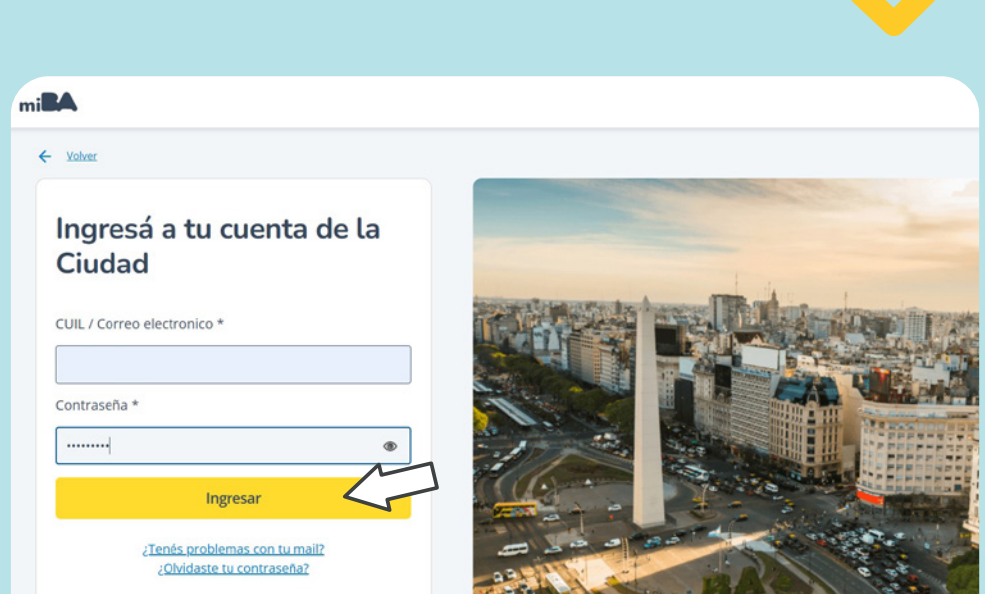 miBA
Volver
Ingresá a tu cuenta de la
Ciudad
CUIL / Correo electronico *
Contraseña *
•••••••••
Ingresar
¿Tenés problemas con tu mail?
¿Olvidaste tu contraseña?